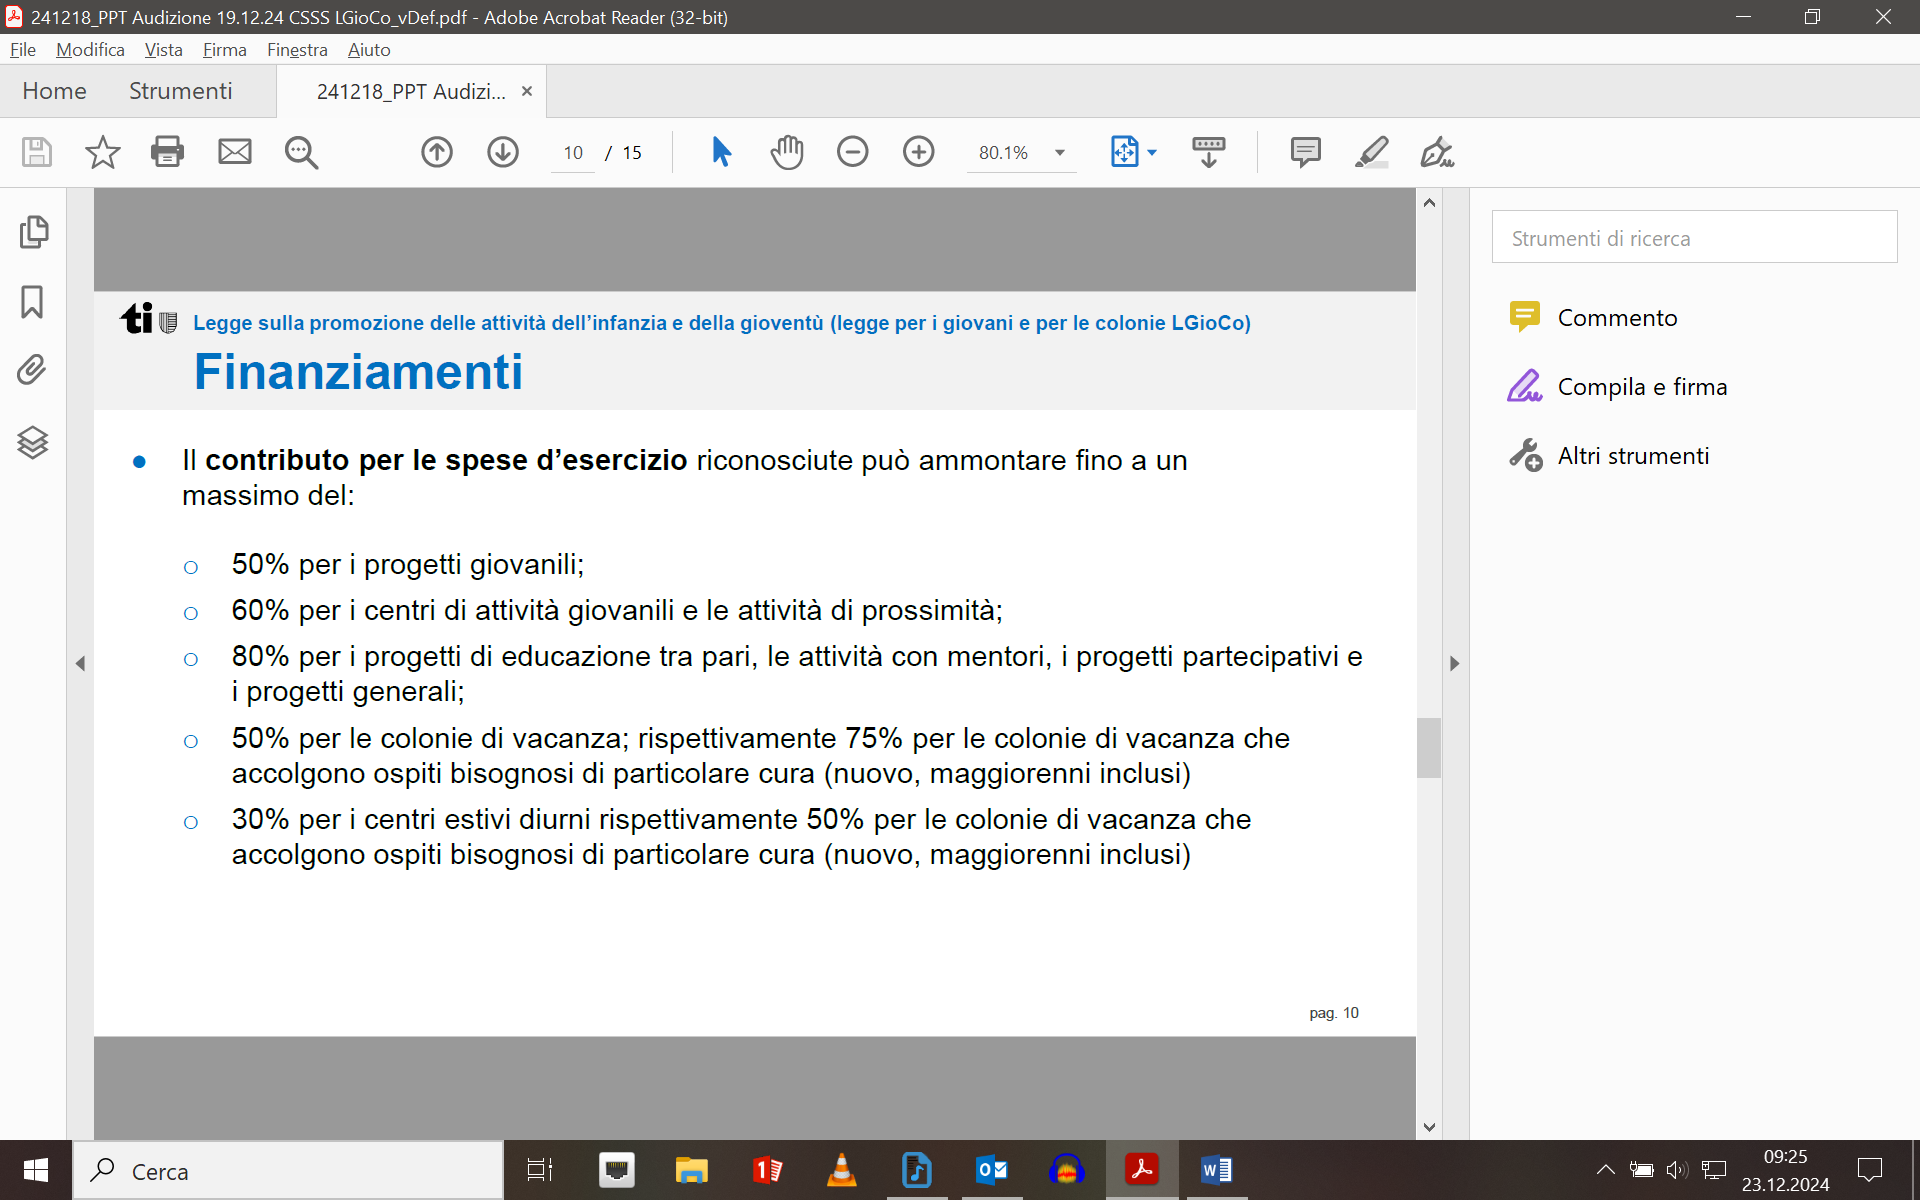 241218_PPT Audizione 19.12.24 CSSS LGioCo_vDef.pdf - Adobe Acrobat Reader (32-bit)
File Modifica Vista Firma Finestra Aiuto
Home Strumenti 241218_PPT Audizi... ×
10 / 15 80.1%
Strumenti di ricerca
Commento
Compila e firma
Altri strumenti
ti Legge sulla promozione delle attività dell’infanzia e della gioventù (legge per i giovani e per le colonie LGioCo)
Finanziamenti
• Il contributo per le spese d’esercizio riconosciute può ammontare fino a un
massimo del:
o 50% per i progetti giovanili;
o 60% per i centri di attività giovanili e le attività di prossimità;
o 80% per i progetti di educazione tra pari, le attività con mentori, i progetti partecipativi e
i progetti generali;
o 50% per le colonie di vacanza; rispettivamente 75% per le colonie di vacanza che
accolgono ospiti bisognosi di particolare cura (nuovo, maggiorenni inclusi)
o 30% per i centri estivi diurni rispettivamente 50% per le colonie di vacanza che
accolgono ospiti bisognosi di particolare cura (nuovo, maggiorenni inclusi)
pag. 10
Cerca
09:25
23.12.2024